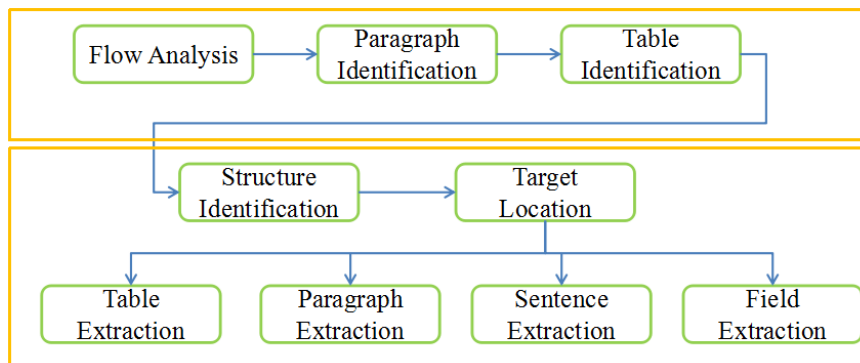 Flow Analysis
Paragraph
Identification
Table
Identification
Structure
Identification
Target
Location
Table
Extraction
Paragraph
Extraction
Sentence
Extraction
Field
Extraction